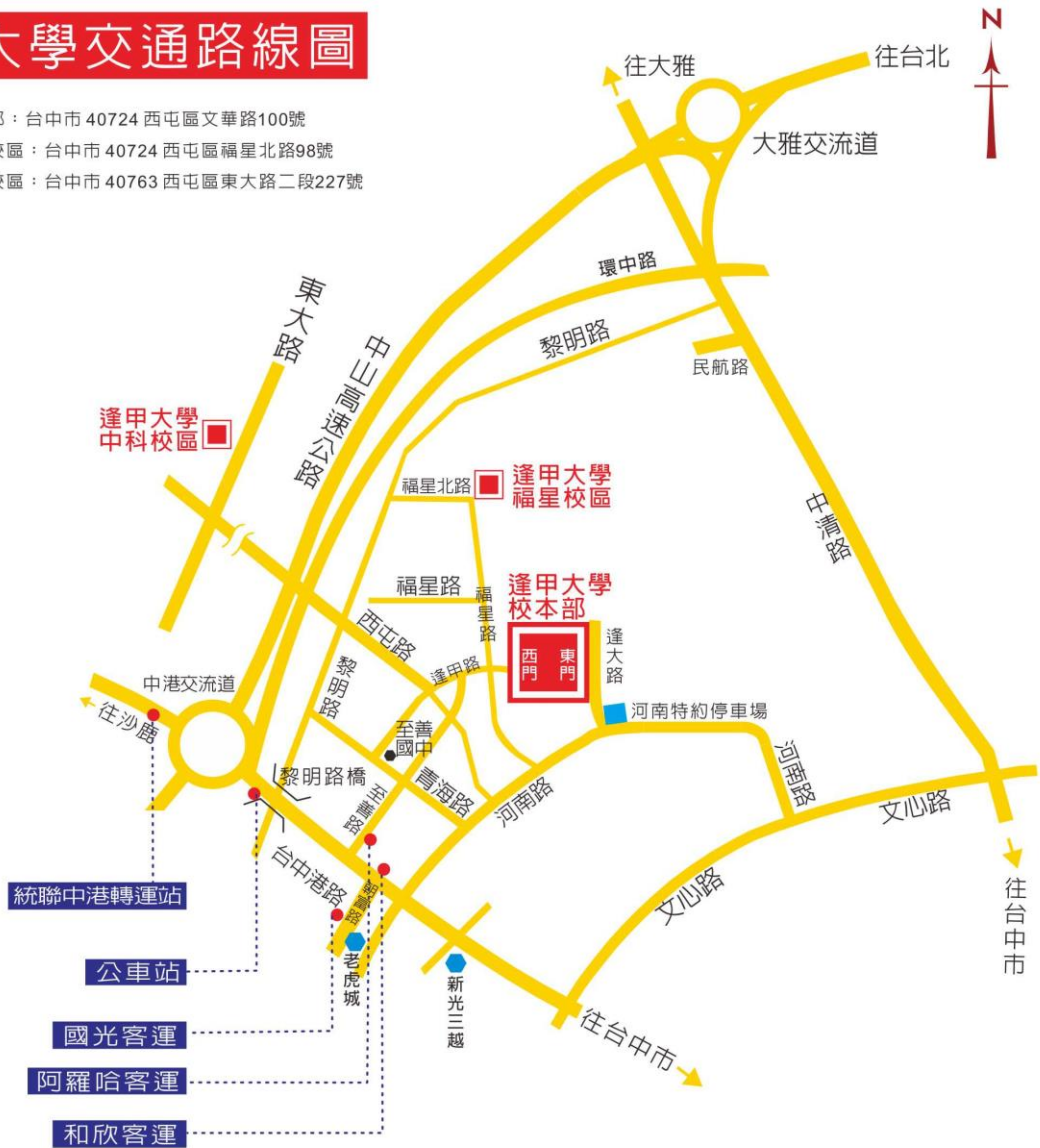 大學交通路線圖
部：台中市 40724 西屯區文華路100號
校區：台中市 40724 西屯區福星北路98號
校區：台中市 40763 西屯區東大路二段227號
N
往大雅
往台北
大雅交流道
環中路
東大路
中山高速公路
黎明路
民航路
逢甲大學
中科校區
福星北路
逢甲大學
福星校區
中清路
福星路
福星路
逢甲大學
校本部
西門
東門
逢大路
西屯路
逢甲路
黎明路
中港交流道
往沙鹿
至善
國中
河南特約停車場
黎明路橋
青海路
河南路
河南路
至善路
文心路
文心路
台中港路
朝富路
統聯中港轉運站
往台中市
公車站
老虎城
新光三越
國光客運
往台中市
阿羅哈客運
和欣客運